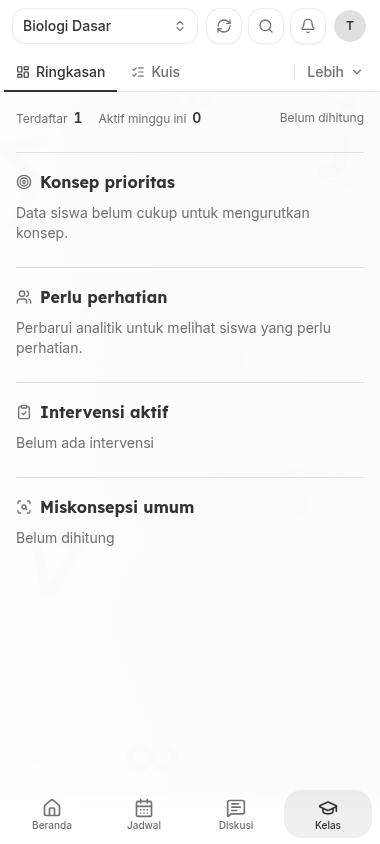 Biologi Dasar
T
Ringkasan
Kuis
Lebih
Terdaftar 1 Aktif minggu ini 0 Belum dihitung
Konsep prioritas
Data siswa belum cukup untuk mengurutkan
konsep.
Perlu perhatian
Perbarui analitik untuk melihat siswa yang perlu
perhatian.
Intervensi aktif
Belum ada intervensi
Miskonsepsi umum
Belum dihitung
Beranda
Jadwal
Diskusi
Kelas